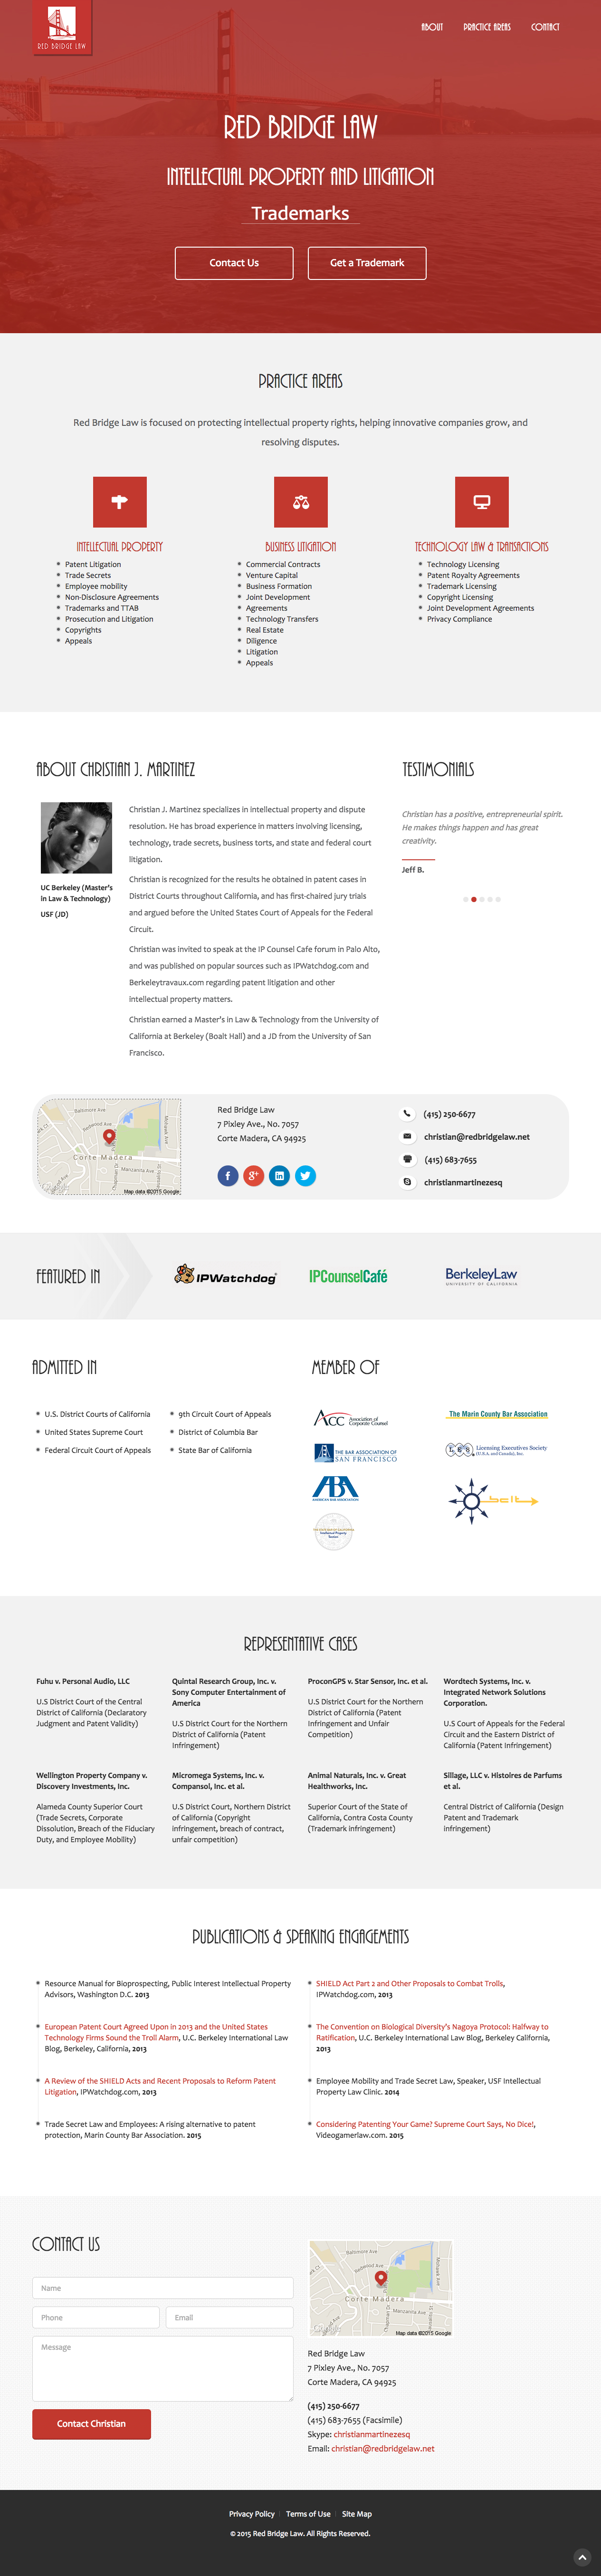 RED BRIDGE LAW
ABOUT
PRACTICE AREAS
CONTACT
RED BRIDGE LAW
INTELLECTUAL PROPERTY AND LITIGATION
Trademarks
Contact Us
Get a Trademark
PRACTICE AREAS
Red Bridge Law is focused on protecting intellectual property rights, helping innovative companies grow, and
resolving disputes.
INTELLECTUAL PROPERTY
Patent Litigation
Trade Secrets
Employee mobility
Non-Disclosure Agreements
Trademarks and TTAB
Prosecution and Litigation
Copyrights
Appeals
BUSINESS LITIGATION
Commercial Contracts
Venture Capital
Business Formation
Joint Development
Agreements
Technology Transfers
Real Estate
Diligence
Litigation
Appeals
TECHNOLOGY LAW & TRANSACTIONS
Technology Licensing
Patent Royalty Agreements
Trademark Licensing
Copyright Licensing
Joint Development Agreements
Privacy Compliance
ABOUT CHRISTIAN J. MARTINEZ
UC Berkeley (Master's
in Law & Technology)
USF (JD)
Christian J. Martinez specializes in intellectual property and dispute
resolution. He has broad experience in matters involving licensing,
technology, trade secrets, business torts, and state and federal court
litigation.
Christian is recognized for the results he obtained in patent cases in
District Courts throughout California, and has first-chaired jury trials
and argued before the United States Court of Appeals for the Federal
Circuit.
Christian was invited to speak at the IP Counsel Cafe forum in Palo Alto,
and was published on popular sources such as IPWatchdog.com and
Berkeleytravaux.com regarding patent litigation and other
intellectual property matters.
Christian earned a Master's in Law & Technology from the University of
California at Berkeley (Boalt Hall) and a JD from the University of San
Francisco.
TESTIMONIALS
Christian has a positive, entrepreneurial spirit.
He makes things happen and has great
creativity.
Jeff B.
Baltimore Ave
Redwood Ave
Mohawk Ave
Corte Madera
Chapman Dr
Manzanita Ave
Google
Map data ©2015 Google
Red Bridge Law
7 Pixley Ave., No. 7057
Corte Madera, CA 94925
(415) 250-6677
christian@redbridgelaw.net
(415) 683-7655
christianmartinezesq
FEATURED IN
IPWatchdog
IPCounselCafé
BerkeleyLaw
UNIVERSITY OF CALIFORNIA
ADMITTED IN
U.S. District Courts of California
United States Supreme Court
Federal Circuit Court of Appeals
9th Circuit Court of Appeals
District of Columbia Bar
State Bar of California
MEMBER OF
ACC Association of
Corporate Counsel
The Marin County Bar Association
THE BAR ASSOCIATION OF
SAN FRANCISCO
LES Licensing Executives Society
(U.S.A. and Canada), Inc.
ABA
AMERICAN BAR ASSOCIATION
bclt
REPRESENTATIVE CASES
Fuhu v. Personal Audio, LLC
U.S District Court of the Central
District of California (Declaratory
Judgment and Patent Validity)
Quintal Research Group, Inc. v.
Sony Computer Entertainment of
America
U.S District Court for the Northern
District of California (Patent
Infringement)
ProconGPS v. Star Sensor, Inc. et al.
U.S District Court for the Northern
District of California (Patent
Infringement and Unfair
Competition)
Wordtech Systems, Inc. v.
Integrated Network Solutions
Corporation.
U.S Court of Appeals for the Federal
Circuit and the Eastern District of
California (Patent Infringement)
Wellington Property Company v.
Discovery Investments, Inc.
Alameda County Superior Court
(Trade Secrets, Corporate
Dissolution, Breach of the Fiduciary
Duty, and Employee Mobility)
Micromega Systems, Inc. v.
Compansol, Inc. et al.
U.S District Court, Northern District
of California (Copyright
infringement, breach of contract,
unfair competition)
Animal Naturals, Inc. v. Great
Healthworks, Inc.
Superior Court of the State of
California, Contra Costa County
(Trademark infringement)
Sillage, LLC v. Histoires de Parfums
et al.
Central District of California (Design
Patent and Trademark
infringement)
PUBLICATIONS & SPEAKING ENGAGEMENTS
Resource Manual for Bioprospecting, Public Interest Intellectual Property
Advisors, Washington D.C. 2013
SHIELD Act Part 2 and Other Proposals to Combat Trolls,
IPWatchdog.com, 2013
European Patent Court Agreed Upon in 2013 and the United States
Technology Firms Sound the Troll Alarm, U.C. Berkeley International Law
Blog, Berkeley, California, 2013
The Convention on Biological Diversity's Nagoya Protocol: Halfway to
Ratification, U.C. Berkeley International Law Blog, Berkeley California,
2013
A Review of the SHIELD Acts and Recent Proposals to Reform Patent
Litigation, IPWatchdog.com, 2013
Employee Mobility and Trade Secret Law, Speaker, USF Intellectual
Property Law Clinic. 2014
Trade Secret Law and Employees: A rising alternative to patent
protection, Marin County Bar Association. 2015
Considering Patenting Your Game? Supreme Court Says, No Dice!,
Videogamerlaw.com. 2015
CONTACT US
Name
Phone
Email
Message
Contact Christian
Baltimore Ave
Redwood Ave
Mohawk Ave
Corte Madera
Chapman Dr
Manzanita Ave
Google
Map data ©2015 Google
Red Bridge Law
7 Pixley Ave., No. 7057
Corte Madera, CA 94925
(415) 250-6677
(415) 683-7655 (Facsimile)
Skype: christianmartinezesq
Email: christian@redbridgelaw.net
Privacy Policy
Terms of Use
Site Map
© 2015 Red Bridge Law. All Rights Reserved.